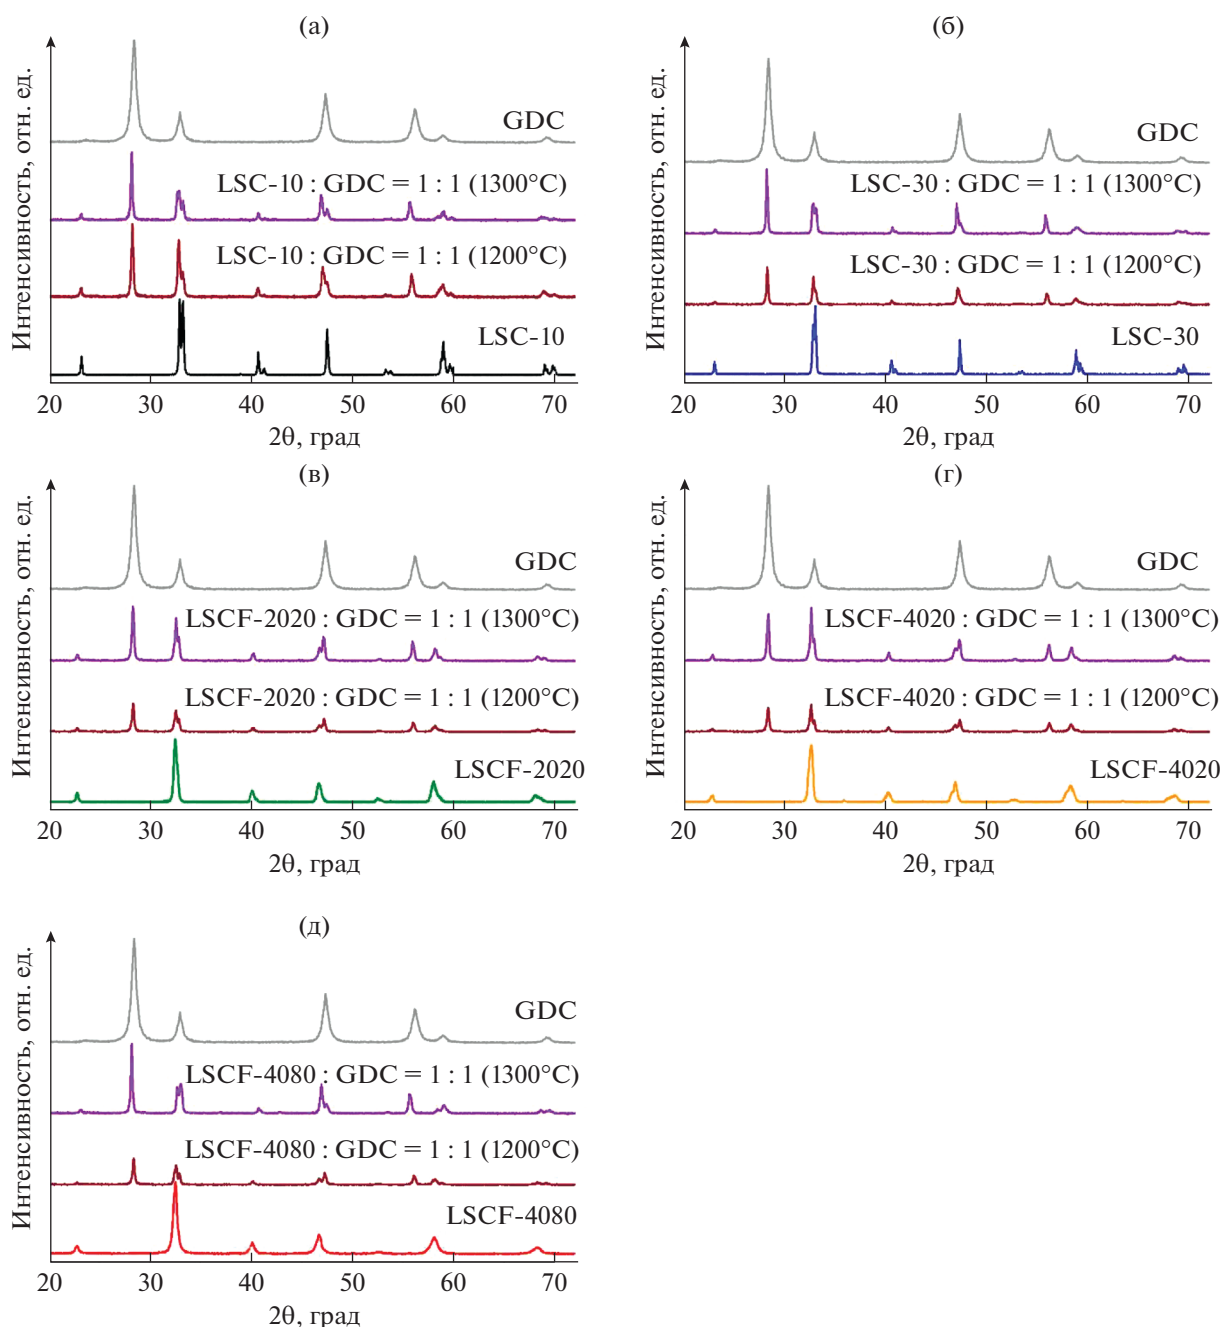 (а)
Интенсивность, отн. ед.
GDC
LSC-10 : GDC = 1 : 1 (1300°C)
LSC-10 : GDC = 1 : 1 (1200°C)
LSC-10
20 30 40 50 60 70
2θ, град
(б)
Интенсивность, отн. ед.
GDC
LSC-30 : GDC = 1 : 1 (1300°C)
LSC-30 : GDC = 1 : 1 (1200°C)
LSC-30
20 30 40 50 60 70
2θ, град
(в)
Интенсивность, отн. ед.
GDC
LSCF-2020 : GDC = 1 : 1 (1300°C)
LSCF-2020 : GDC = 1 : 1 (1200°C)
LSCF-2020
20 30 40 50 60 70
2θ, град
(г)
Интенсивность, отн. ед.
GDC
LSCF-4020 : GDC = 1 : 1 (1300°C)
LSCF-4020 : GDC = 1 : 1 (1200°C)
LSCF-4020
20 30 40 50 60 70
2θ, град
(д)
Интенсивность, отн. ед.
GDC
LSCF-4080 : GDC = 1 : 1 (1300°C)
LSCF-4080 : GDC = 1 : 1 (1200°C)
LSCF-4080
20 30 40 50 60 70
2θ, град